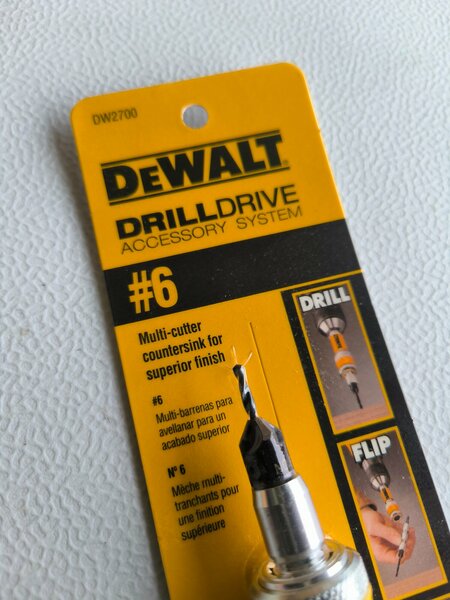 DW2700
DEWALT
DRILLDRIVE
ACCESSORY SYSTEM
#6
Multi-cutter
countersink for
superior finish
#6
Multi-barrenas para
avellanar para un
acabado superior
N° 6
Mèche multi-
tranchants pour
une finition
supérieure
DRILL
FLIP